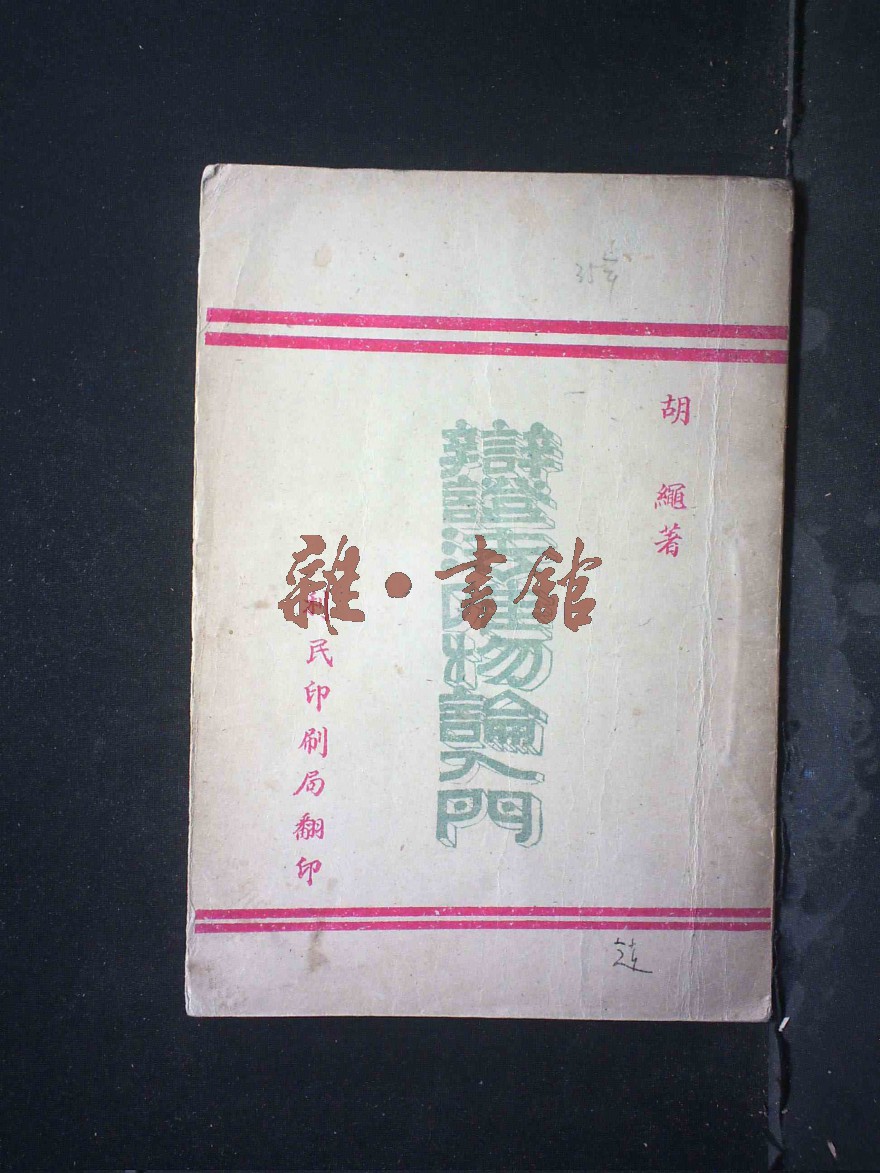 胡繩著
辯證法唯物論入門
利民印刷局翻印
雜·書館
35